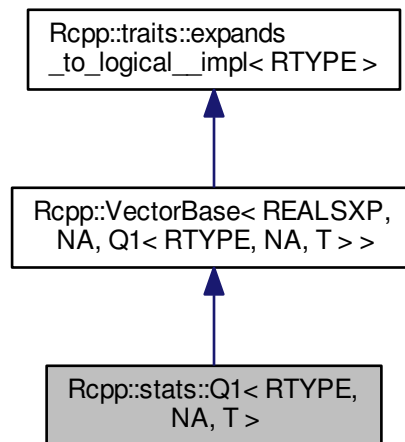 Rcpp::traits::expands
_to_logical__impl< RTYPE >
Rcpp::VectorBase< REALSXP,
NA, Q1< RTYPE, NA, T > >
Rcpp::stats::Q1< RTYPE,
NA, T >